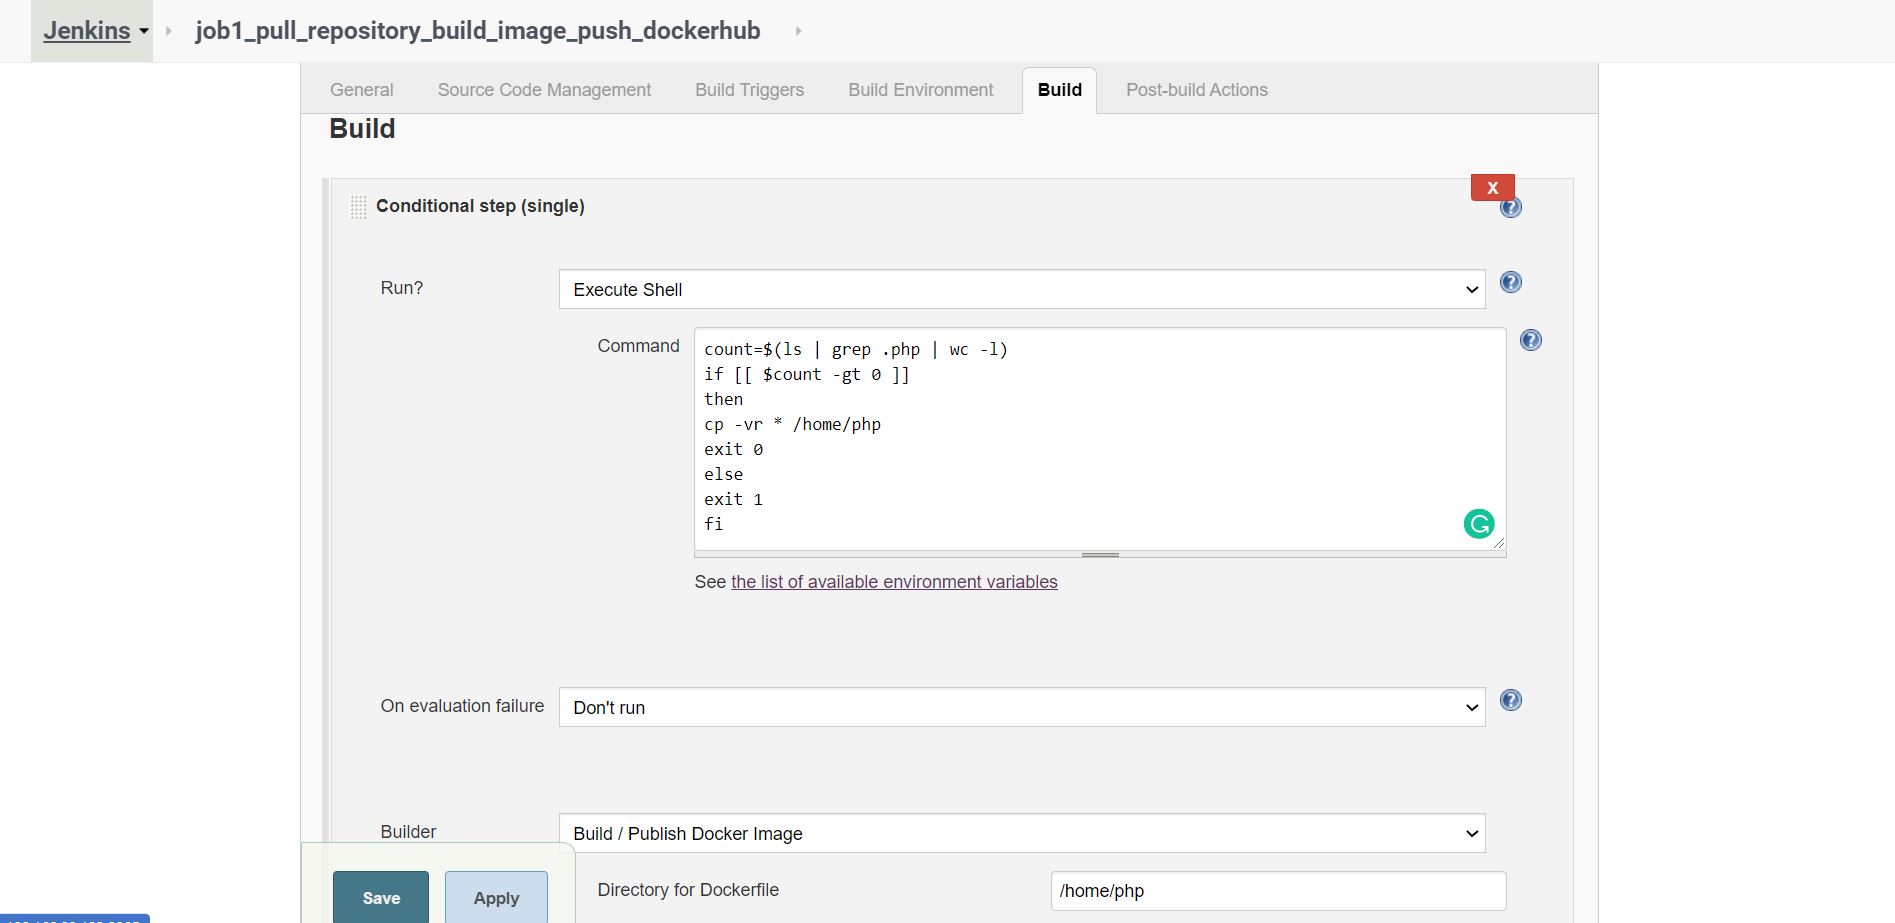 Jenkins
job1_pull_repository_build_image_push_dockerhub
General Source Code Management Build Triggers Build Environment Build Post-build Actions
Build
X
Conditional step (single)
?
Run? Execute Shell ?
Command
count=$(ls | grep .php | wc -l)
if [[ $count -gt 0 ]]
then
cp -vr * /home/php
exit 0
else
exit 1
fi
?
G
See the list of available environment variables
On evaluation failure Don't run ?
Builder Build / Publish Docker Image
Directory for Dockerfile /home/php
Save Apply